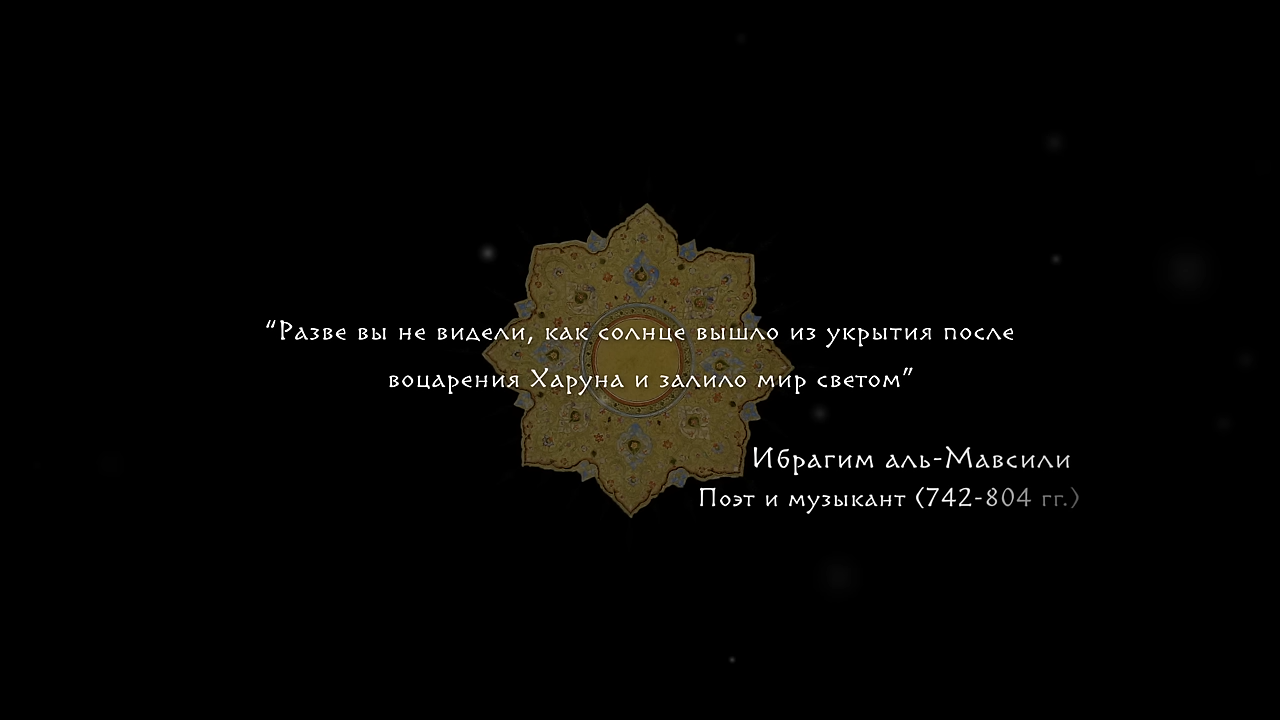 “Разве вы не видели, как солнце вышло из укрытия после
воцарения Харуна и залило мир светом”
Ибрагим аль-Мавсили
Поэт и музыкант (742-804 гг.)